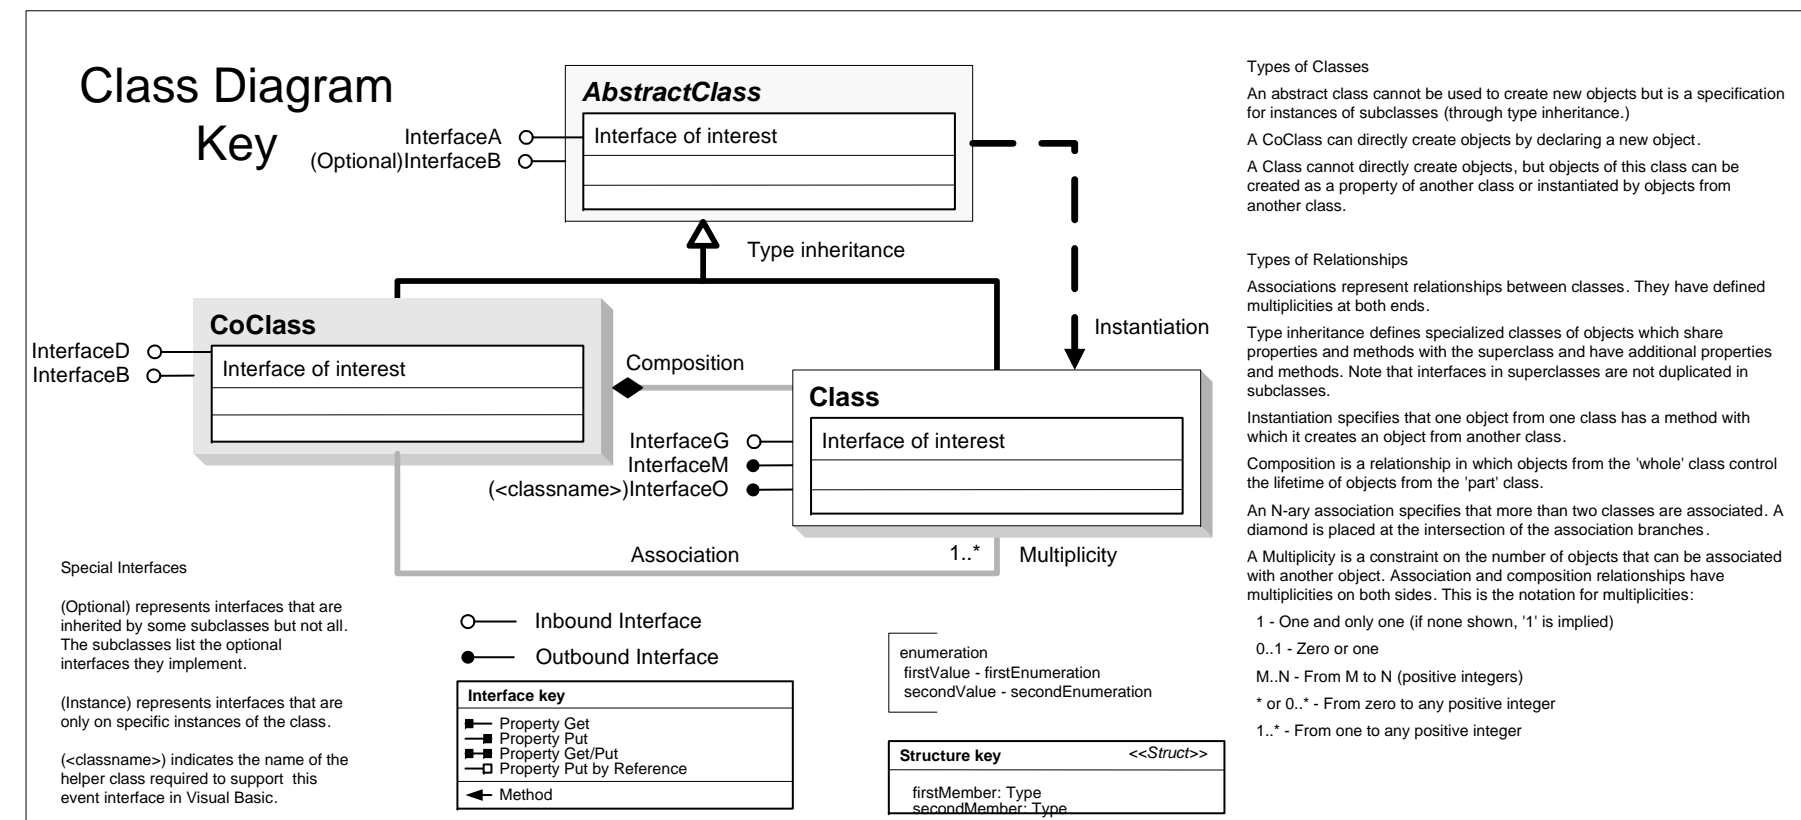 Class Diagram
Key
AbstractClass
Interface of interest
InterfaceA
(Optional)InterfaceB
Type inheritance
Instantiation
CoClass
Interface of interest
InterfaceD
InterfaceB
Composition
Class
Interface of interest
InterfaceG
InterfaceM
(<classname>)InterfaceO
Association
1..*
Multiplicity
Special Interfaces
(Optional) represents interfaces that are
inherited by some subclasses but not all.
The subclasses list the optional
interfaces they implement.
(Instance) represents interfaces that are
only on specific instances of the class.
(<classname>) indicates the name of the
helper class required to support this
event interface in Visual Basic.
Inbound Interface
Outbound Interface
Interface key
Property Get
Property Put
Property Get/Put
Property Put by Reference
Method
enumeration
firstValue - firstEnumeration
secondValue - secondEnumeration
Structure key
<<Struct>>
firstMember: Type
secondMember: Type
Types of Classes
An abstract class cannot be used to create new objects but is a specification
for instances of subclasses (through type inheritance.)
A CoClass can directly create objects by declaring a new object.
A Class cannot directly create objects, but objects of this class can be
created as a property of another class or instantiated by objects from
another class.
Types of Relationships
Associations represent relationships between classes. They have defined
multiplicities at both ends.
Type inheritance defines specialized classes of objects which share
properties and methods with the superclass and have additional properties
and methods. Note that interfaces in superclasses are not duplicated in
subclasses.
Instantiation specifies that one object from one class has a method with
which it creates an object from another class.
Composition is a relationship in which objects from the 'whole' class control
the lifetime of objects from the 'part' class.
An N-ary association specifies that more than two classes are associated. A
diamond is placed at the intersection of the association branches.
A Multiplicity is a constraint on the number of objects that can be associated
with another object. Association and composition relationships have
multiplicities on both sides. This is the notation for multiplicities:
1 - One and only one (if none shown, '1' is implied)
0..1 - Zero or one
M..N - From M to N (positive integers)
* or 0..* - From zero to any positive integer
1..* - From one to any positive integer